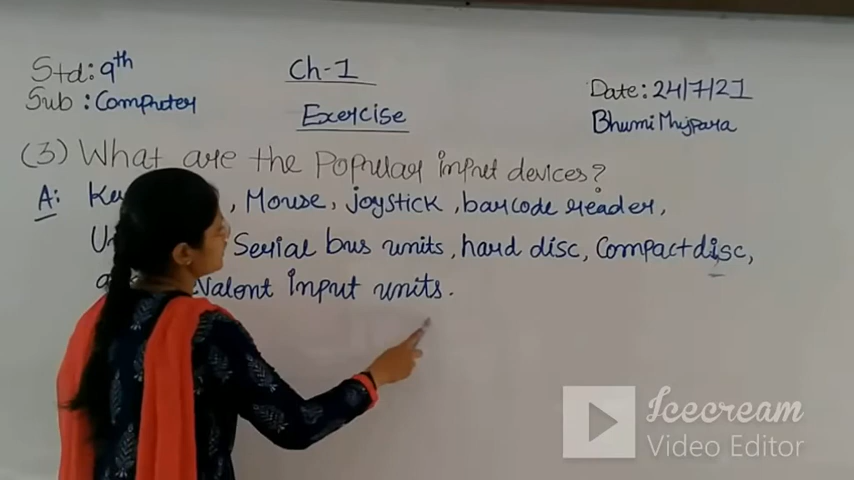 Std: 9th
Sub: Computer
Ch-1
Exercise
Date: 24/7/21
Bhumi
(3) What are the Popular input devices?
A: , Mouse, joystick, barcode reader,
Serial bus units, hard disc, Compact disc,
input units.
Icecream
Video Editor